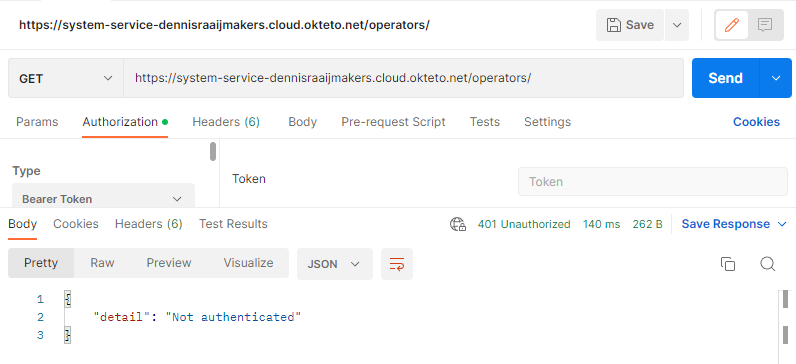 https://system-service-dennisraaijmakers.cloud.okteto.net/operators/
Save
GET https://system-service-dennisraaijmakers.cloud.okteto.net/operators/ Send
Params Authorization Headers (6) Body Pre-request Script Tests Settings Cookies
Type
Token Token
Bearer Token
Body Cookies Headers (6) Test Results 401 Unauthorized 140 ms 262 B Save Response
Pretty Raw Preview Visualize JSON
1 {
2 "detail": "Not authenticated"
3 }